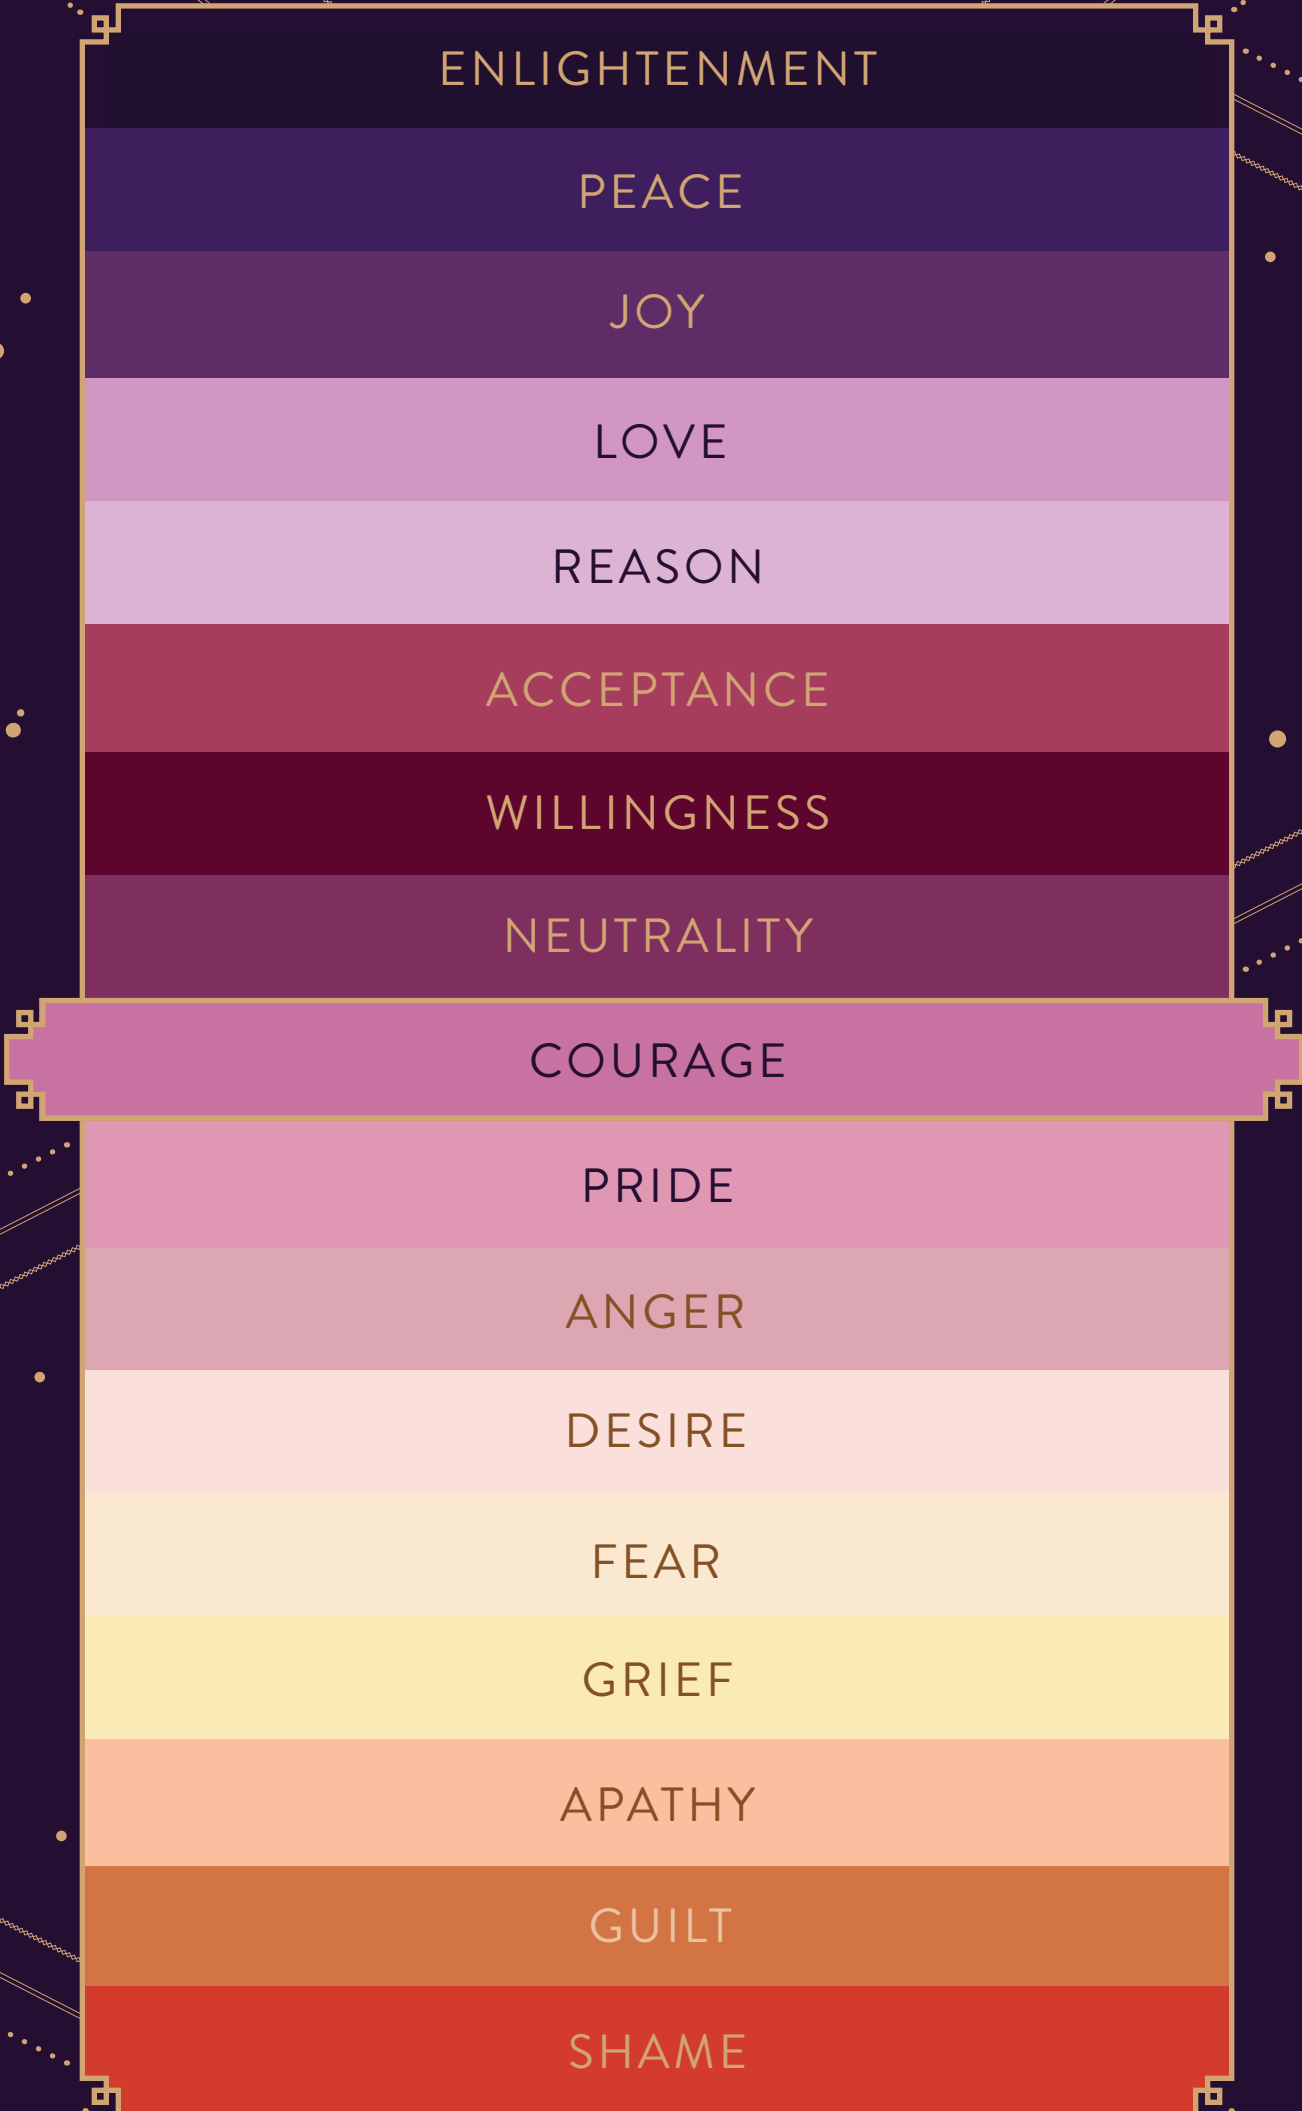 ENLIGHTENMENT
PEACE
JOY
LOVE
REASON
ACCEPTANCE
WILLINGNESS
NEUTRALITY
COURAGE
PRIDE
ANGER
DESIRE
FEAR
GRIEF
APATHY
GUILT
SHAME